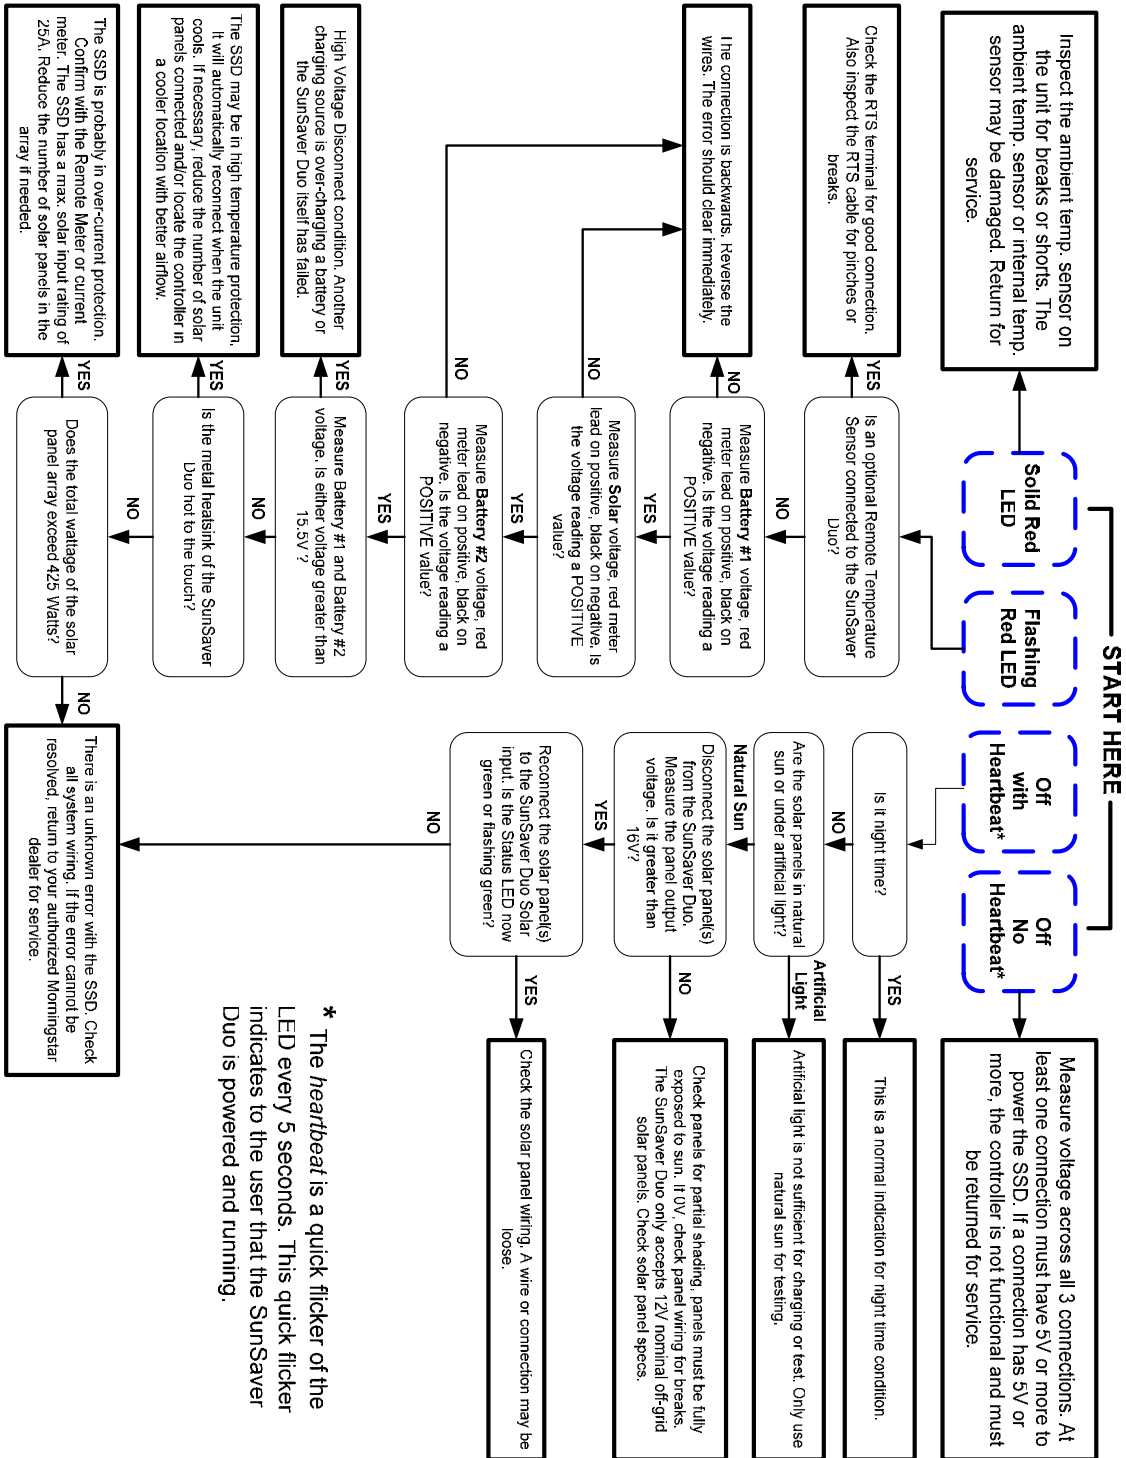 START HERE
Solid Red
LED
Flashing
Red LED
Off
with
Heartbeat*
Off
No
Heartbeat*
Inspect the ambient temp. sensor on
the unit for breaks or shorts. The
ambient temp. sensor or internal temp.
sensor may be damaged. Return for
service.
Is an optional Remote Temperature
Sensor connected to the SunSaver
Duo?
YES
Check the RTS terminal for good connection.
Also inspect the RTS cable for pinches or
breaks.
NO
Measure Battery #1 voltage, red
meter lead on positive, black on
negative. Is the voltage reading a
POSITIVE value?
NO
The connection is backwards. Reverse the
wires. The error should clear immediately.
YES
Measure Solar voltage, red meter
lead on positive, black on negative. Is
the voltage reading a POSITIVE
value?
NO
YES
Measure Battery #2 voltage, red
meter lead on positive, black on
negative. Is the voltage reading a
POSITIVE value?
NO
YES
Measure Battery #1 and Battery #2
voltage. Is either voltage greater than
15.5V ?
YES
High Voltage Disconnect condition. Another
charging source is over-charging a battery or
the SunSaver Duo itself has failed.
NO
Is the metal heatsink of the SunSaver
Duo hot to the touch?
YES
The SSD may be in high temperature protection.
It will automatically reconnect when the unit
cools. If necessary, reduce the number of solar
panels connected and/or locate the controller in
a cooler location with better airflow.
NO
Does the total wattage of the solar
panel array exceed 425 Watts?
YES
The SSD is probably in over-current protection.
Confirm with the Remote Meter or current
meter. The SSD has a max. solar input rating of
25A. Reduce the number of solar panels in the
array if needed.
NO
There is an unknown error with the SSD. Check
all system wiring. If the error cannot be
resolved, return to your authorized Morningstar
dealer for service.
Is it night time?
YES
This is a normal indication for night time condition.
NO
Are the solar panels in natural
sun or under artificial light?
Artificial
Light
Artificial light is not sufficient for charging or test. Only use
natural sun for testing.
Natural Sun
Disconnect the solar panel(s)
from the SunSaver Duo.
Measure the panel output
voltage. Is it greater than
16V?
NO
Check panels for partial shading, panels must be fully
exposed to sun. If 0V, check panel wiring for breaks.
The SunSaver Duo only accepts 12V nominal off-grid
solar panels. Check solar panel specs.
YES
Reconnect the solar panel(s)
to the SunSaver Duo Solar
input. Is the Status LED now
green or flashing green?
YES
Check the solar panel wiring. A wire or connection may be
loose.
NO
Measure voltage across all 3 connections. At
least one connection must have 5V or more to
power the SSD. If a connection has 5V or
more, the controller is not functional and must
be returned for service.
* The heartbeat is a quick flicker of the
LED every 5 seconds. This quick flicker
indicates to the user that the SunSaver
Duo is powered and running.